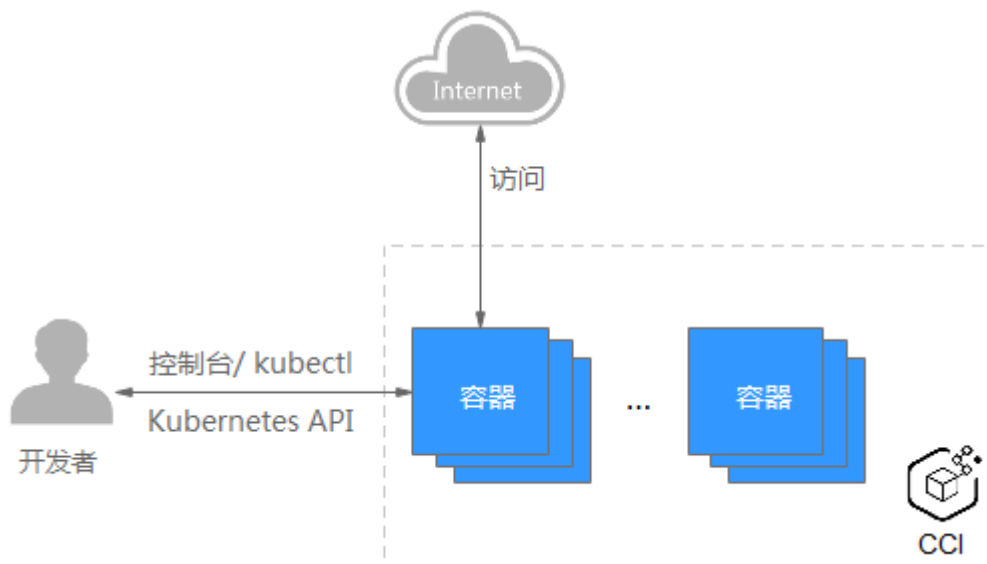 Internet
访问
控制台/ kubectl
Kubernetes API
开发者
容器
...
容器
CCI